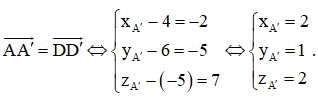 $\overrightarrow{AA'} = \overrightarrow{DD'} \Leftrightarrow \begin{cases} x_{A'} - 4 = -2 \\ y_{A'} - 6 = -5 \\ z_{A'} - (-5) = 7 \end{cases} \Leftrightarrow \begin{cases} x_{A'} = 2 \\ y_{A'} = 1 \\ z_{A'} = 2 \end{cases}.$